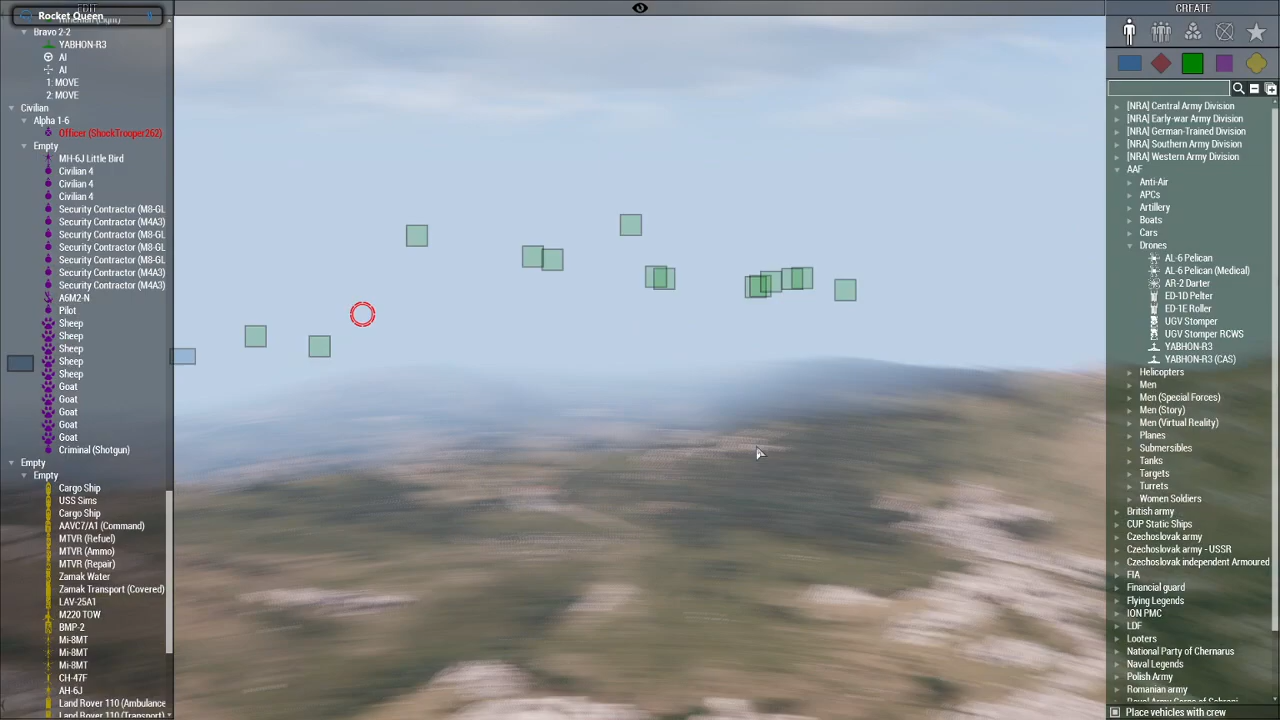 EDIT
Rocket Queen
Bravo 2-2
YABHON-R3
AI
AI
1: MOVE
2: MOVE
Civilian
Alpha 1-6
Officer (ShockTrooper262)
Empty
MH-6J Little Bird
Civilian 4
Civilian 4
Civilian 4
Security Contractor (M8-GL
Security Contractor (M4A3)
Security Contractor (M8-GL
Security Contractor (M8-GL
Security Contractor (M8-GL
Security Contractor (M4A3)
Security Contractor (M4A3)
A6M2-N
Pilot
Sheep
Sheep
Sheep
Sheep
Sheep
Goat
Goat
Goat
Goat
Goat
Criminal (Shotgun)
Empty
Empty
Cargo Ship
USS Sims
Cargo Ship
AAVC7/A1 (Command)
MTVR (Refuel)
MTVR (Ammo)
MTVR (Repair)
Zamak Water
Zamak Transport (Covered)
LAV-25A1
M220 TOW
BMP-2
Mi-8MT
Mi-8MT
Mi-8MT
CH-47F
AH-6J
Land Rover 110 (Ambulance
Land Rover 110 (Transport)
CREATE
[NRA] Central Army Division
[NRA] Early-war Army Division
[NRA] German-Trained Division
[NRA] Southern Army Division
[NRA] Western Army Division
AAF
Anti-Air
APCs
Artillery
Boats
Cars
Drones
AL-6 Pelican
AL-6 Pelican (Medical)
AR-2 Darter
ED-1D Pelter
ED-1E Roller
UGV Stomper
UGV Stomper RCWS
YABHON-R3
YABHON-R3 (CAS)
Helicopters
Men
Men (Special Forces)
Men (Story)
Men (Virtual Reality)
Planes
Submersibles
Tanks
Targets
Turrets
Women Soldiers
British army
CUP Static Ships
Czechoslovak army
Czechoslovak army - USSR
Czechoslovak independent Armoured
FIA
Financial guard
Flying Legends
ION PMC
LDF
Looters
National Party of Chernarus
Naval Legends
Polish Army
Romanian army
Place vehicles with crew